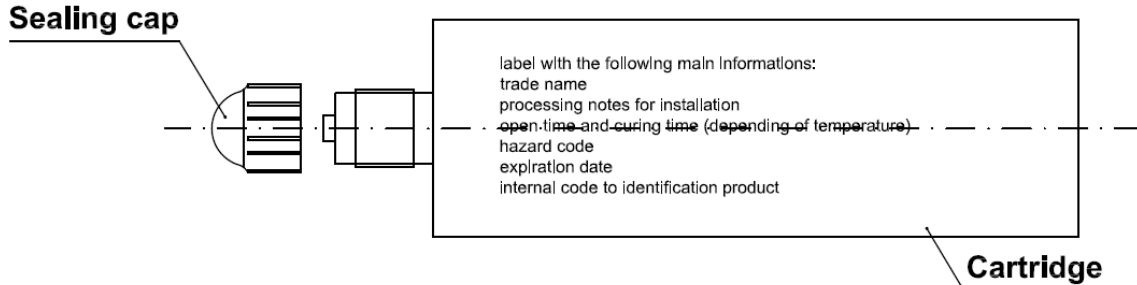 Sealing cap
label with the following main informations:
trade name
processing notes for installation
open time and curing time (depending of temperature)
hazard code
expiration date
internal code to identification product
Cartridge